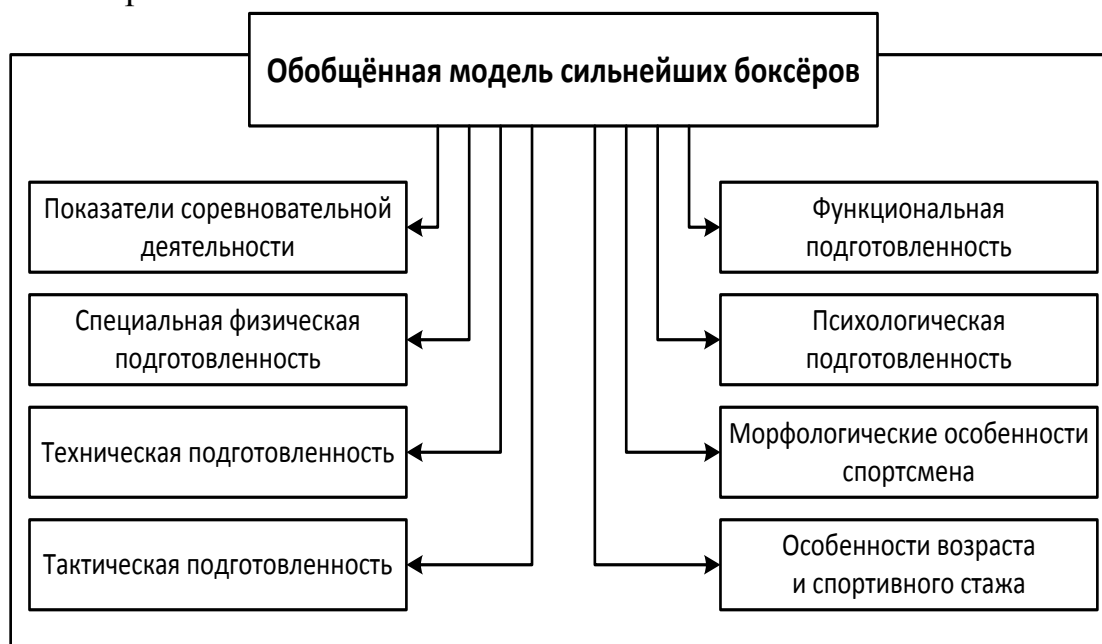 Обобщённая модель сильнейших боксёров
Показатели соревновательной
деятельности
Специальная физическая
подготовленность
Техническая подготовленность
Тактическая подготовленность
Функциональная
подготовленность
Психологическая
подготовленность
Морфологические особенности
спортсмена
Особенности возраста
и спортивного стажа